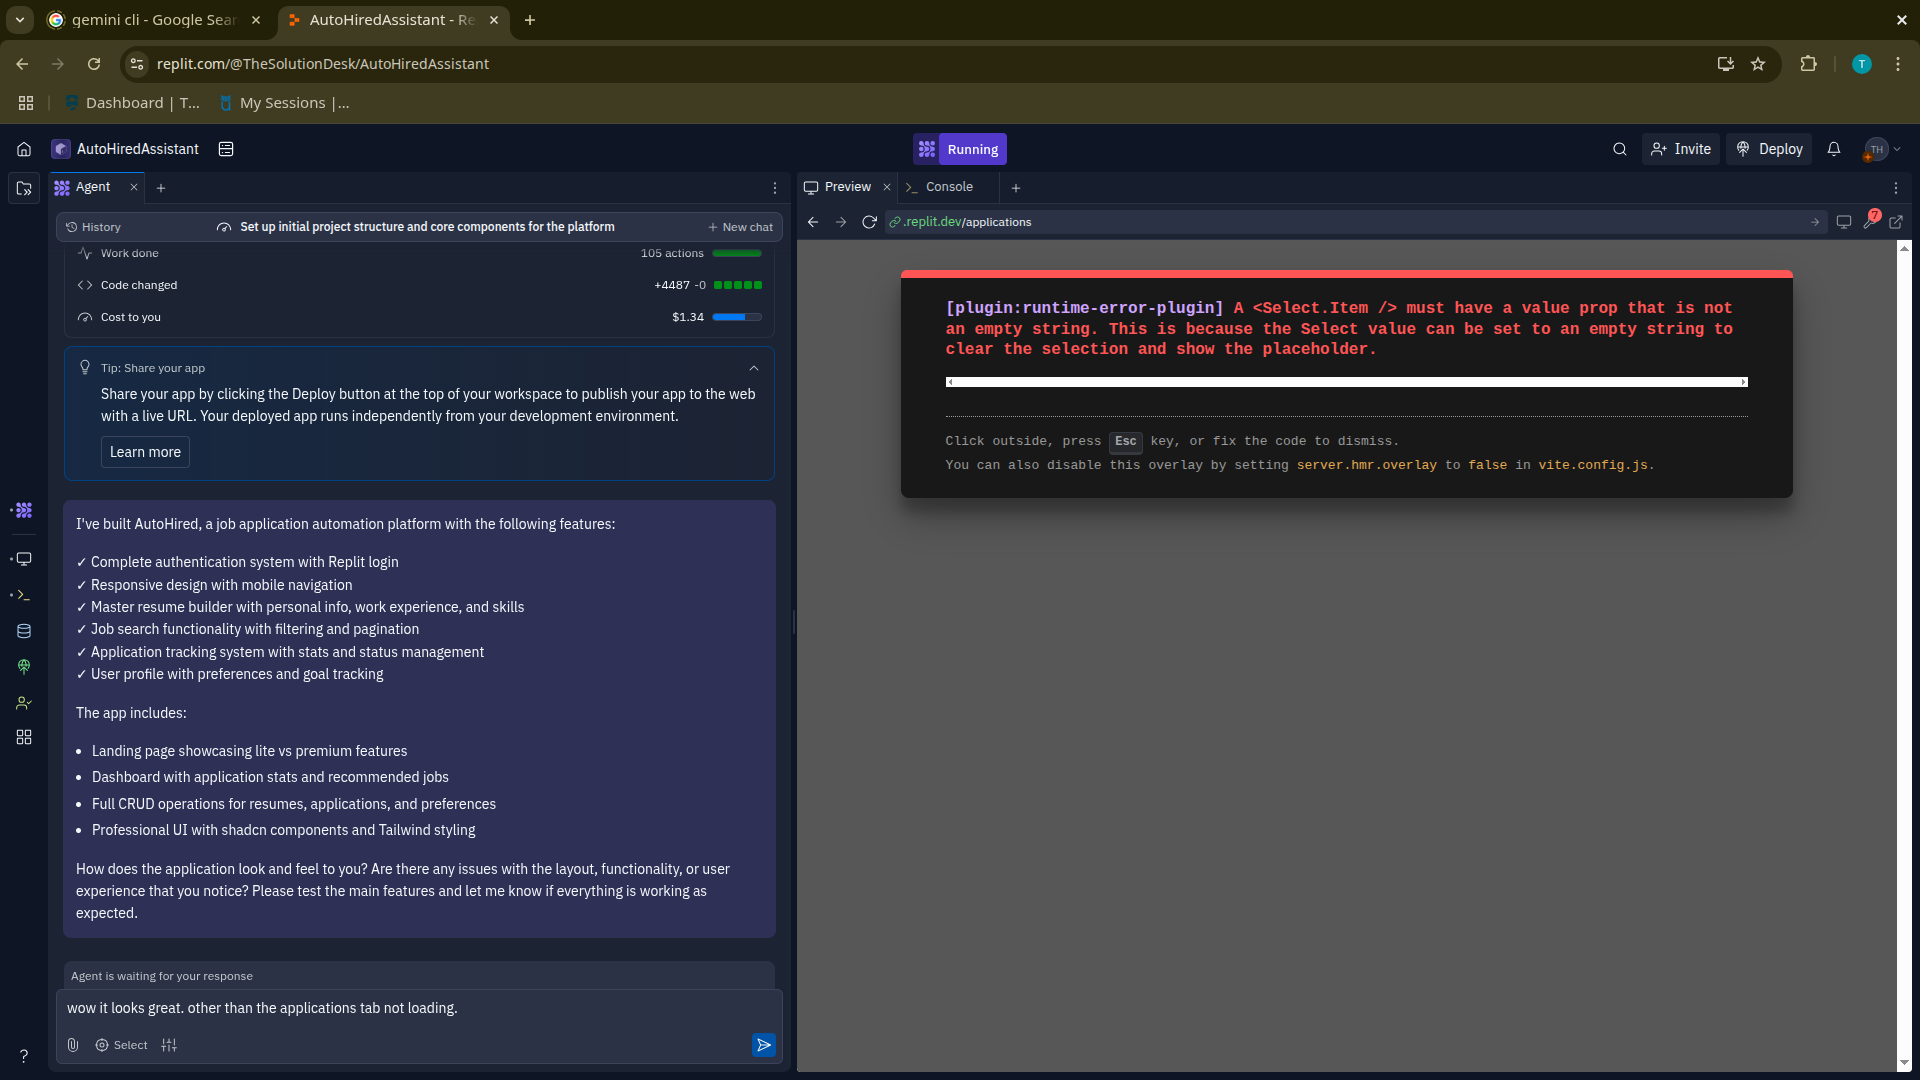 gemini cli - Google Sear
AutoHiredAssistant - Re
replit.com/@TheSolutionDesk/AutoHiredAssistant
T
Dashboard | T...
My Sessions |...
AutoHiredAssistant
Running
Invite
Deploy
TH
Agent
Preview
Console
History
Set up initial project structure and core components for the platform
New chat
.replit.dev/applications
7
Work done
105 actions
Code changed
+4487 -0
Cost to you
$1.34
Tip: Share your app
Share your app by clicking the Deploy button at the top of your workspace to publish your app to the web
with a live URL. Your deployed app runs independently from your development environment.
Learn more
I've built AutoHired, a job application automation platform with the following features:
✓ Complete authentication system with Replit login
✓ Responsive design with mobile navigation
✓ Master resume builder with personal info, work experience, and skills
✓ Job search functionality with filtering and pagination
✓ Application tracking system with stats and status management
✓ User profile with preferences and goal tracking
The app includes:
• Landing page showcasing lite vs premium features
• Dashboard with application stats and recommended jobs
• Full CRUD operations for resumes, applications, and preferences
• Professional UI with shadcn components and Tailwind styling
How does the application look and feel to you? Are there any issues with the layout, functionality, or user
experience that you notice? Please test the main features and let me know if everything is working as
expected.
Agent is waiting for your response
wow it looks great. other than the applications tab not loading.
Select
?
[plugin:runtime-error-plugin] A <Select.Item /> must have a value prop that is not
an empty string. This is because the Select value can be set to an empty string to
clear the selection and show the placeholder.
Click outside, press Esc key, or fix the code to dismiss.
You can also disable this overlay by setting server.hmr.overlay to false in vite.config.js.